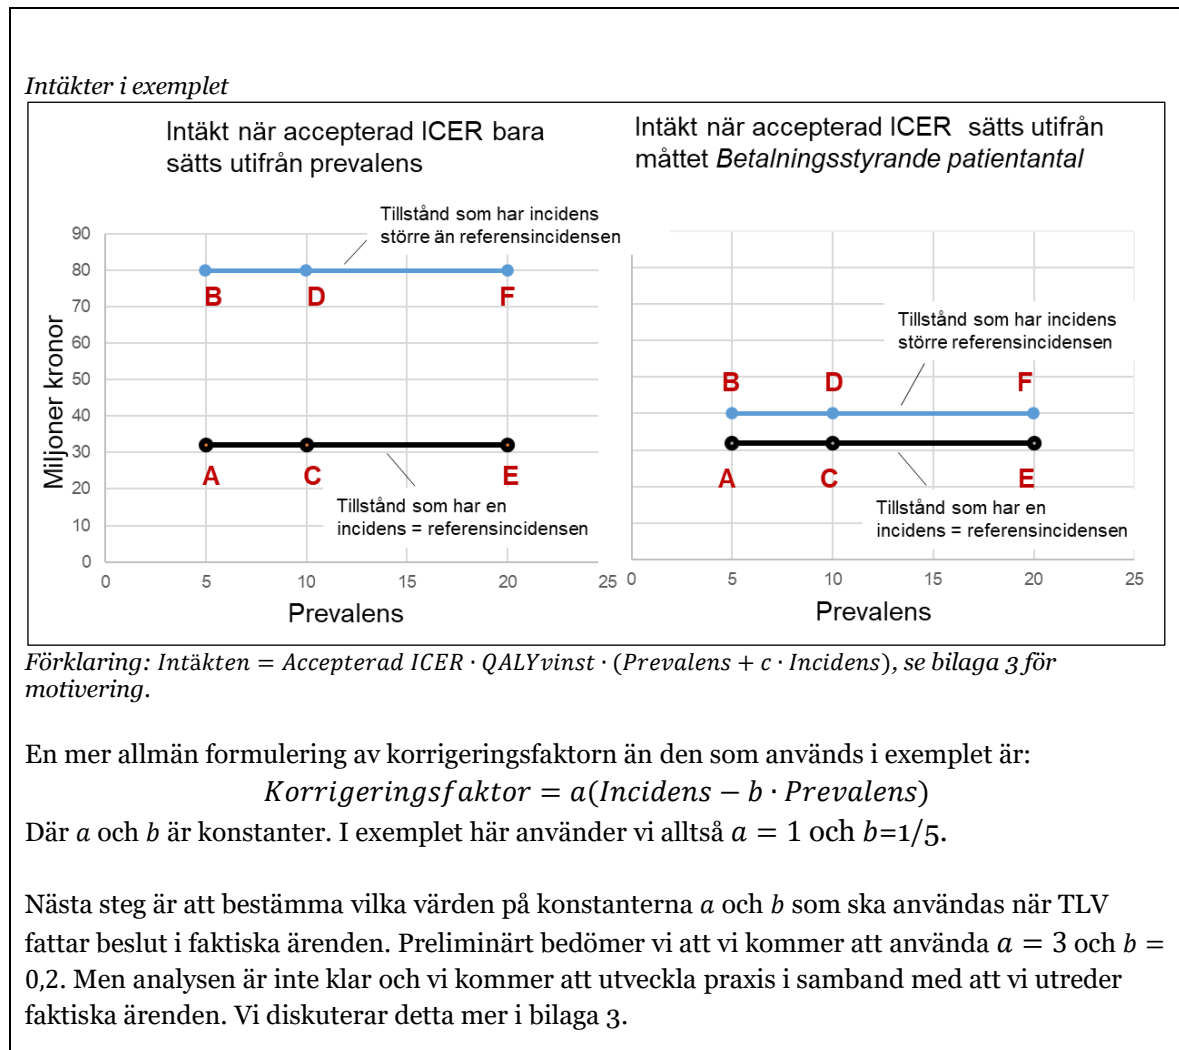 Intäkter i exemplet
Intäkt när accepterad ICER bara
sätts utifrån prevalens
Tillstånd som har incidens
större än referensincidensen
90
80
70
60
50
40
30
20
10
0
Miljoner kronor
B
D
F
A
C
E
Tillstånd som har en
incidens = referensincidensen
0
5
10
15
20
25
Prevalens
Intäkt när accepterad ICER sätts utifrån
måttet Betalningsstyrande patientantal
Tillstånd som har incidens
större referensincidensen
B
D
F
A
C
E
Tillstånd som har en
incidens = referensincidensen
0
5
10
15
20
25
Prevalens
Förklaring: Intäkten = Accepterad ICER · QALYvinst · (Prevalens + c · Incidens), se bilaga 3 för
motivering.
En mer allmän formulering av korrigeringsfaktorn än den som används i exemplet är:
Korrigeringsfaktor = a(Incidens − b · Prevalens)
Där a och b är konstanter. I exemplet här använder vi alltså a = 1 och b=1/5.
Nästa steg är att bestämma vilka värden på konstanterna a och b som ska användas när TLV
fattar beslut i faktiska ärenden. Preliminärt bedömer vi att vi kommer att använda a = 3 och b =
0,2. Men analysen är inte klar och vi kommer att utveckla praxis i samband med att vi utreder
faktiska ärenden. Vi diskuterar detta mer i bilaga 3.